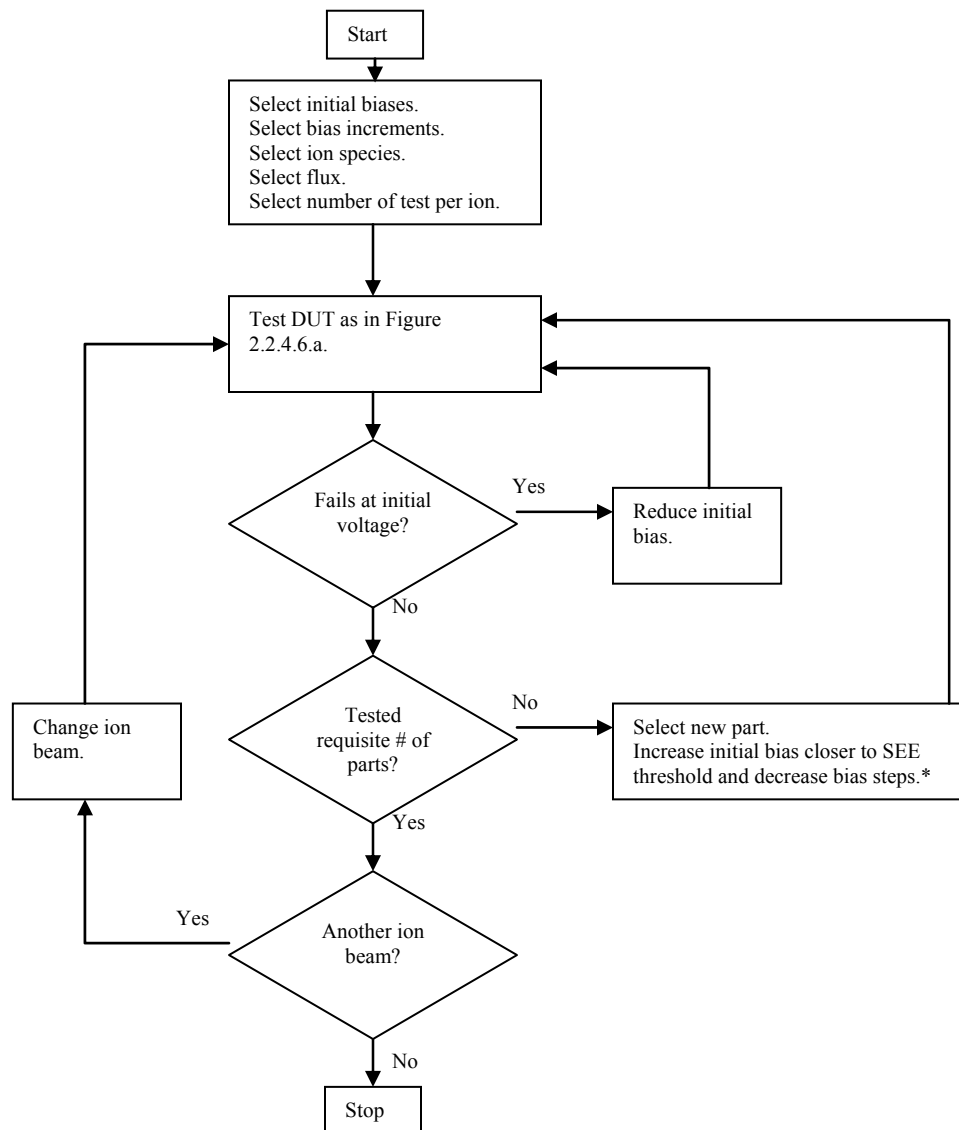 Start
Select initial biases.
Select bias increments.
Select ion species.
Select flux.
Select number of test per ion.
Test DUT as in Figure
2.2.4.6.a.
Fails at initial
voltage?
Yes
Reduce initial
bias.
No
Tested
requisite # of
parts?
No
Select new part.
Increase initial bias closer to SEE
threshold and decrease bias steps.*
Change ion
beam.
Yes
Another ion
beam?
Yes
No
Stop